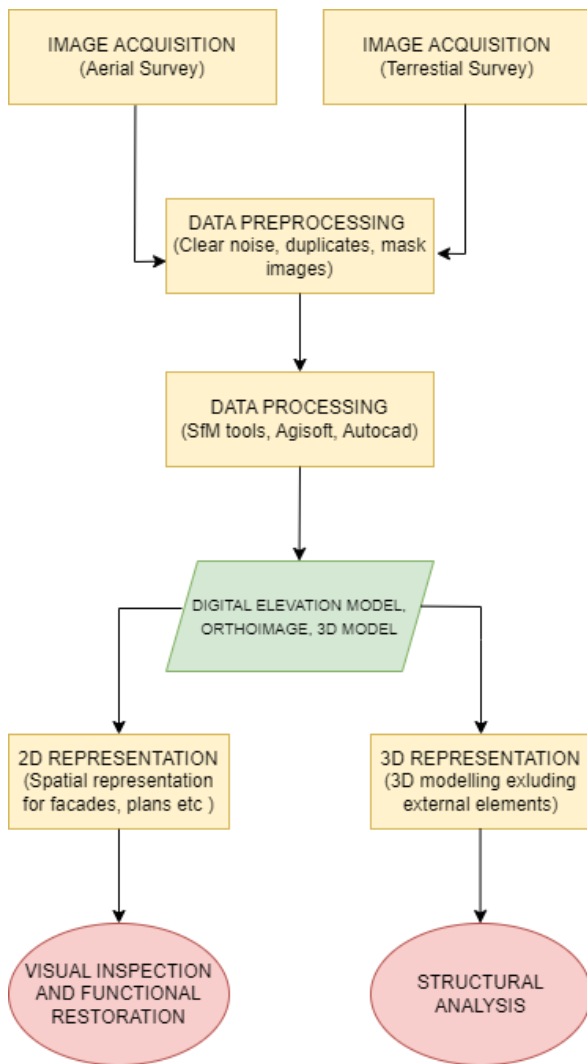 IMAGE ACQUISITION
(Aerial Survey)
IMAGE ACQUISITION
(Terrestial Survey)
DATA PREPROCESSING
(Clear noise, duplicates, mask
images)
DATA PROCESSING
(SfM tools, Agisoft, Autocad)
DIGITAL ELEVATION MODEL,
ORTHOIMAGE, 3D MODEL
2D REPRESENTATION
(Spatial representation
for facades, plans etc )
3D REPRESENTATION
(3D modelling exluding
external elements)
VISUAL INSPECTION
AND FUNCTIONAL
RESTORATION
STRUCTURAL
ANALYSIS